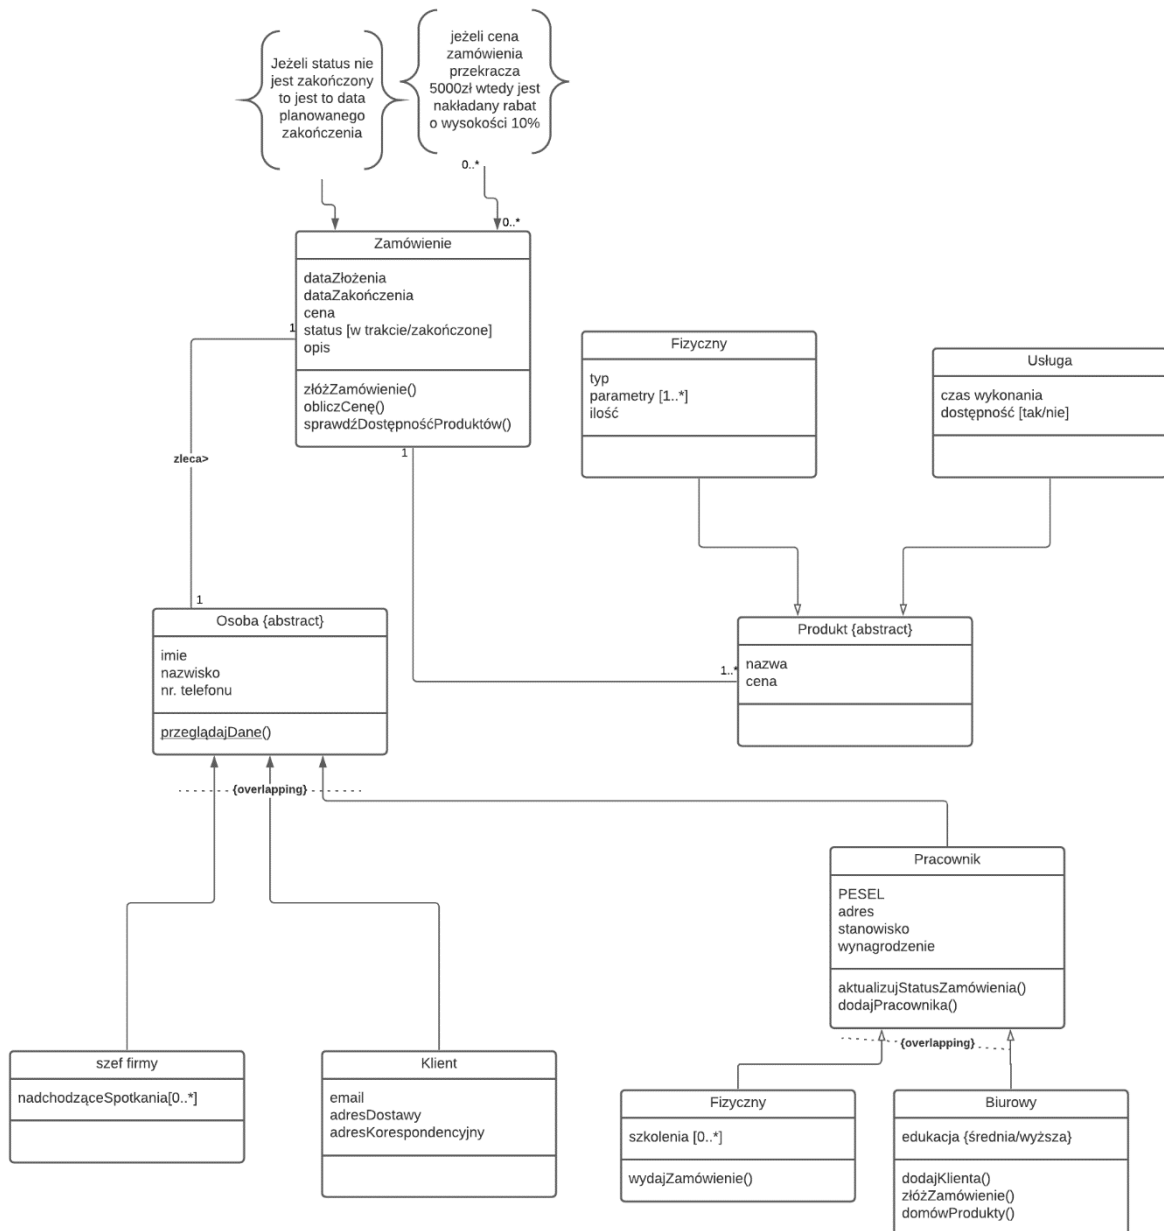 Jeżeli status nie
jest zakończony
to jest to data
planowanego
zakończenia
jeżeli cena
zamówienia
przekracza
5000zł wtedy jest
nakładany rabat
o wysokości 10%
0..*
0..*
Zamówienie
dataZłożenia
dataZakończenia
cena
status [w trakcie/zakończone]
opis
złóżZamówienie()
obliczCenę()
sprawdźDostępnośćProduktów()
1
1
zleca>
1
Fizyczny
typ
parametry [1..*]
ilość
Usługa
czas wykonania
dostępność [tak/nie]
Osoba {abstract}
imie
nazwisko
nr. telefonu
przeglądajDane()
Produkt {abstract}
1..*
nazwa
cena
{overlapping}
Pracownik
PESEL
adres
stanowisko
wynagrodzenie
aktualizujStatusZamówienia()
dodajPracownika()
{overlapping}
szef firmy
nadchodząceSpotkania[0..*]
Klient
email
adresDostawy
adresKorespondencyjny
Fizyczny
szkolenia [0..*]
wydajZamówienie()
Biurowy
edukacja {średnia/wyższa}
dodajKlienta()
złóżZamówienie()
domówProdukty()